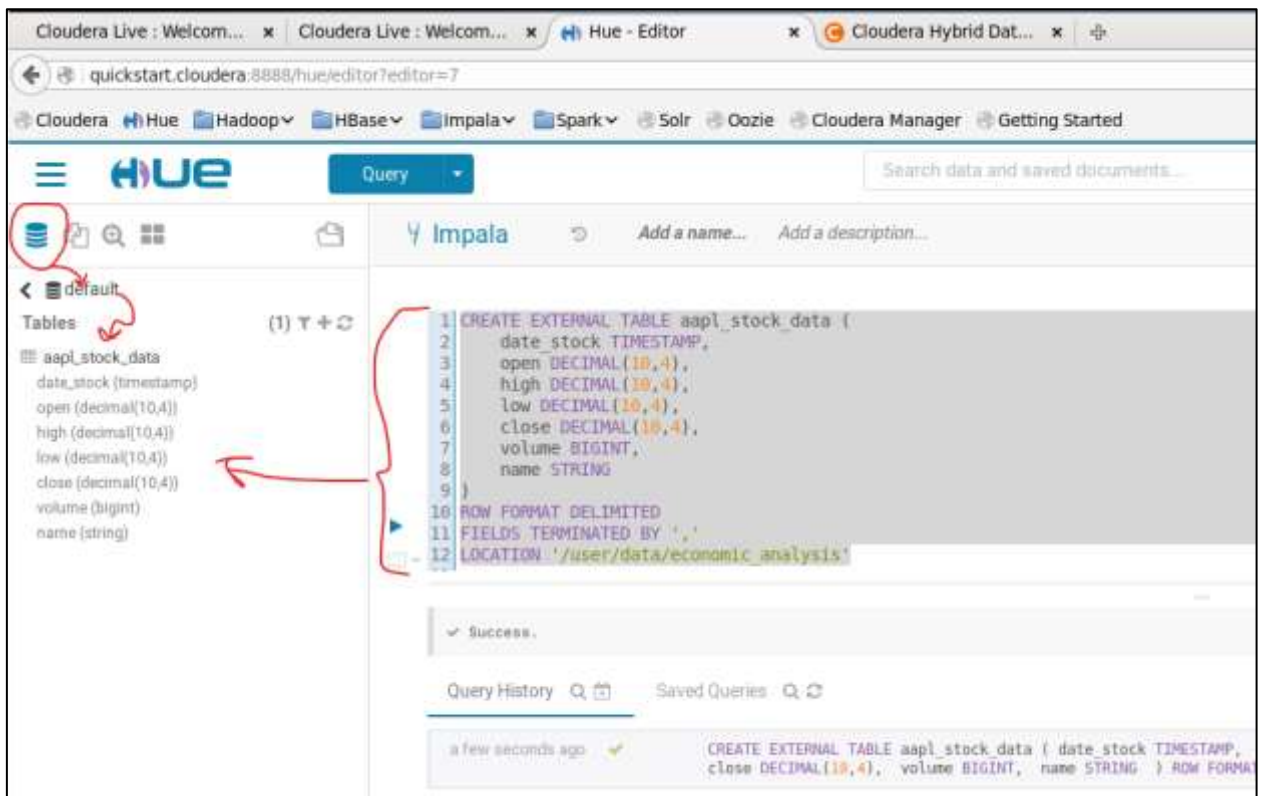 Cloudera Live : Welcom... × Cloudera Live : Welcom... × Hue - Editor × Cloudera Hybrid Dat... ×
quickstart.cloudera:8888/hue/editor?editor=7
Cloudera Hue Hadoop HBase Impala Spark Solr Oozie Cloudera Manager Getting Started
HUE Query Search data and saved documents...
Impala Add a name... Add a description...
default
Tables (1)
aapl_stock_data
date_stock (timestamp)
open (decimal(10,4))
high (decimal(10,4))
low (decimal(10,4))
close (decimal(10,4))
volume (bigint)
name (string)
1 CREATE EXTERNAL TABLE aapl_stock_data (
2 date_stock TIMESTAMP,
3 open DECIMAL(10,4),
4 high DECIMAL(10,4),
5 low DECIMAL(10,4),
6 close DECIMAL(10,4),
7 volume BIGINT,
8 name STRING
9 )
10 ROW FORMAT DELIMITED
11 FIELDS TERMINATED BY ','
12 LOCATION '/user/data/economic_analysis'
Success.
Query History Saved Queries
a few seconds ago CREATE EXTERNAL TABLE aapl_stock_data ( date_stock TIMESTAMP,
close DECIMAL(10,4), volume BIGINT, name STRING ) ROW FORMA